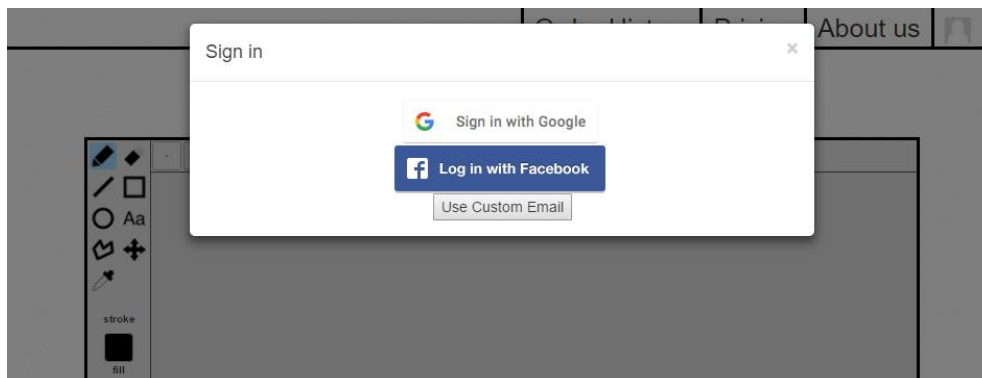 About us
Sign in
×
Sign in with Google
Log in with Facebook
Use Custom Email
Aa
stroke
fill